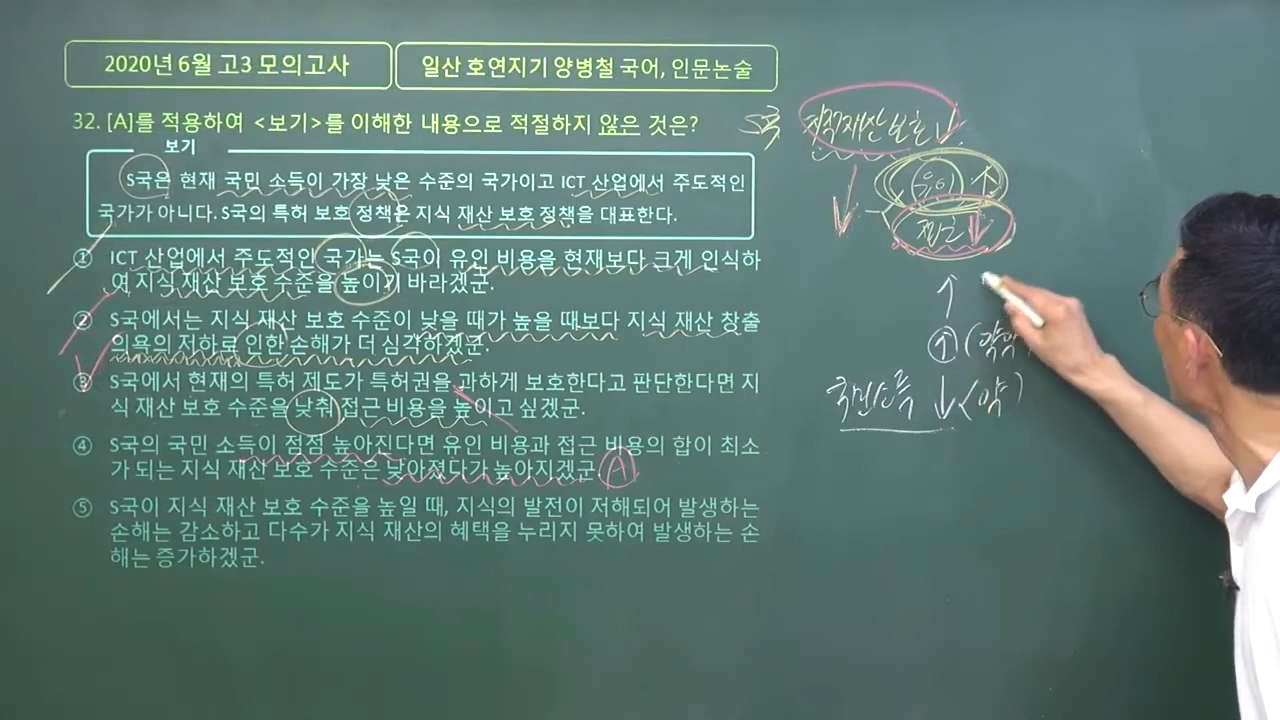 2020년 6월 고3 모의고사
일산 호연지기 양병철 국어, 인문논술
32. [A]를 적용하여 <보기>를 이해한 내용으로 적절하지 않은 것은?
보기
S국은 현재 국민 소득이 가장 낮은 수준의 국가이고 ICT 산업에서 주도적인
국가가 아니다. S국의 특허 보호 정책은 지식 재산 보호 정책을 대표한다.
① ICT 산업에서 주도적인 국가는 S국이 유인 비용을 현재보다 크게 인식하
여 지식 재산 보호 수준을 높이기 바라겠군.
② S국에서는 지식 재산 보호 수준이 낮을 때가 높을 때보다 지식 재산 창출
의욕의 저하로 인한 손해가 더 심각하겠군.
③ S국에서 현재의 특허 제도가 특허권을 과하게 보호한다고 판단한다면 지
식 재산 보호 수준을 낮춰 접근 비용을 높이고 싶겠군.
④ S국의 국민 소득이 점점 높아진다면 유인 비용과 접근 비용의 합이 최소
가 되는 지식 재산 보호 수준은 낮아졌다가 높아지겠군.
A
⑤ S국이 지식 재산 보호 수준을 높일 때, 지식의 발전이 저해되어 발생하는
손해는 감소하고 다수가 지식 재산의 혜택을 누리지 못하여 발생하는 손
해는 증가하겠군.
S국 지적재산 보호 ↓
↓ 유인 ↑
접근 ↓
↑
↑
국민소득 ↓ (약)